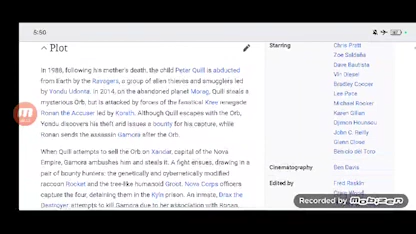 5:50
Plot
In 1988, following his mother's death, the child Peter Quill is abducted
from Earth by the Ravagers, a group of alien thieves and smugglers led
by Yondu Udonta. In 2014, on the abandoned planet Morag, Quill steals a
mysterious Orb, but is attacked by forces of the fanatical Kree renegade
Ronan the Accuser led by Korath. Although Quill escapes with the Orb,
Yondu discovers his theft and issues a bounty for his capture, while
Ronan sends the assassin Gamora after the Orb.
When Quill attempts to sell the Orb on Xandar, capital of the Nova
Empire, Gamora ambushes him and steals it. A fight ensues, drawing in a
pair of bounty hunters: the genetically and cybernetically modified
raccoon Rocket and the tree-like humanoid Groot. Nova Corps officers
capture the four, detaining them in the Kyln prison. An inmate, Drax the
Destroyer, attempts to kill Gamora due to her association with Ronan
Starring
Chris Pratt
Zoe Saldaña
Dave Bautista
Vin Diesel
Bradley Cooper
Lee Pace
Michael Rooker
Karen Gillan
Djimon Hounsou
John C. Reilly
Glenn Close
Benicio del Toro
Cinematography
Ben Davis
Edited by
Fred Raskin
Recorded by
mobizen